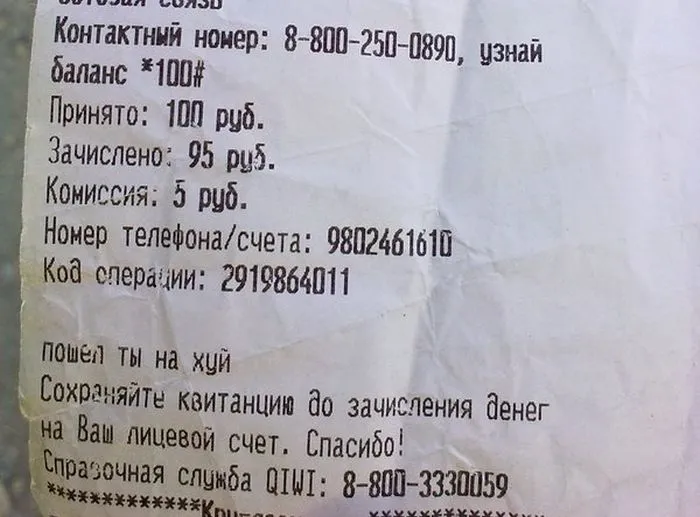 сотовая связь
Контактный номер: 8-800-250-0890, узнай
баланс *100#
Принято: 100 руб.
Зачислено: 95 руб.
Комиссия: 5 руб.
Номер телефона/счета: 9802461610
Код операции: 2919864011
пошел ты на хуй
Сохраняйте квитанцию до зачисления денег
на Ваш лицевой счет. Спасибо!
Справочная служба QIWI: 8-800-3330059